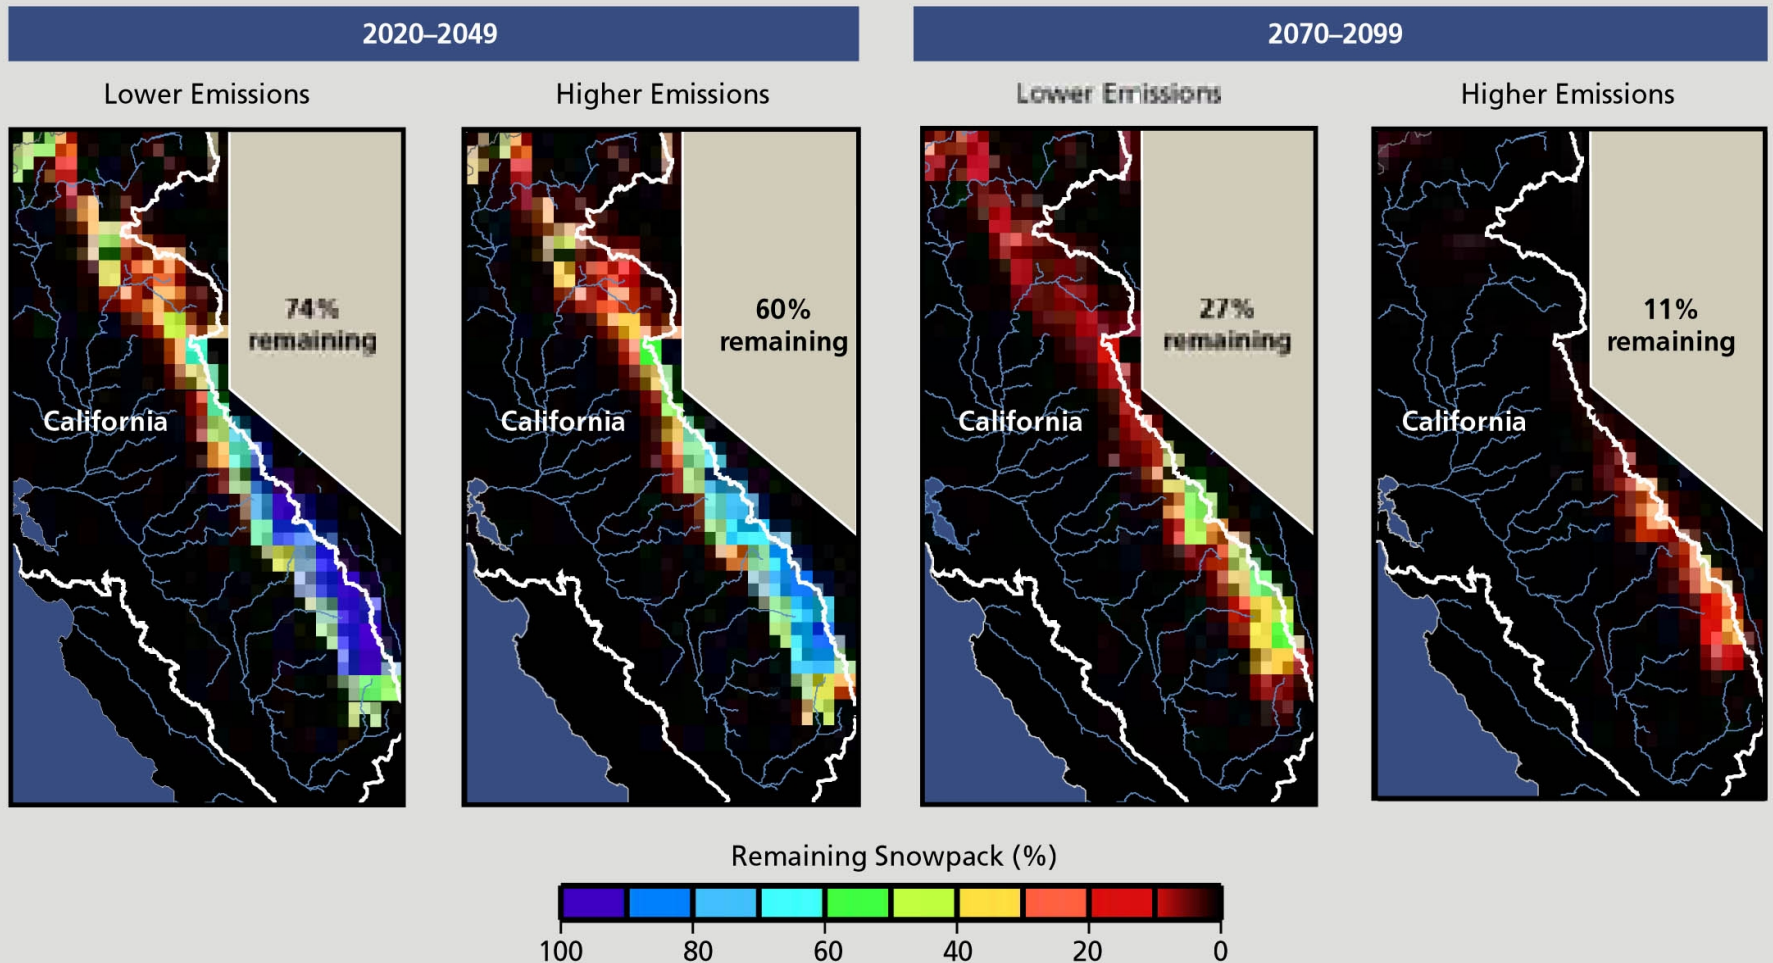 2020–2049
2070–2099
Lower Emissions
Higher Emissions
Lower Emissions
Higher Emissions
74%
remaining
60%
remaining
27%
remaining
11%
remaining
California
California
California
California
Remaining Snowpack (%)
100 80 60 40 20 0